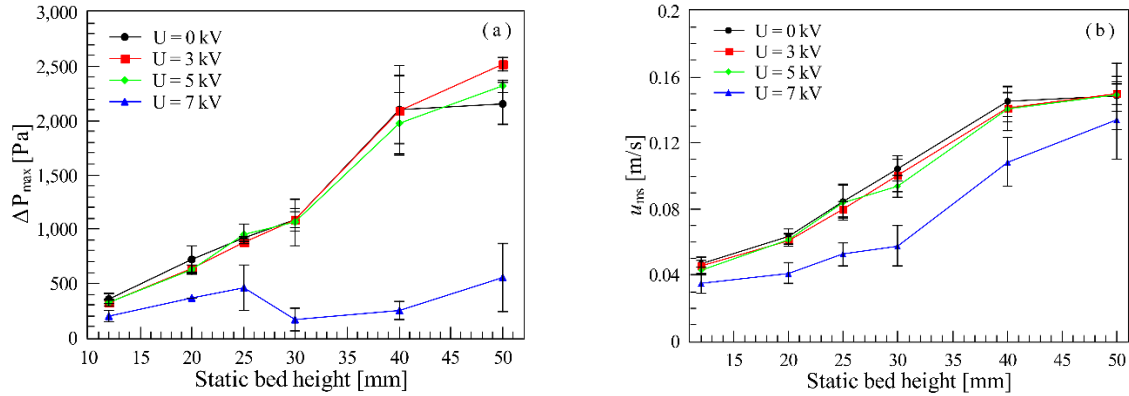 (a)
U = 0 kV
U = 3 kV
U = 5 kV
U = 7 kV
3,000
2,500
2,000
1,500
1,000
500
0
ΔPmax [Pa]
10 15 20 25 30 35 40 45 50
Static bed height [mm]
(b)
U = 0 kV
U = 3 kV
U = 5 kV
U = 7 kV
0.2
0.16
0.12
0.08
0.04
0
ums [m/s]
15 20 25 30 35 40 45 50
Static bed height [mm]